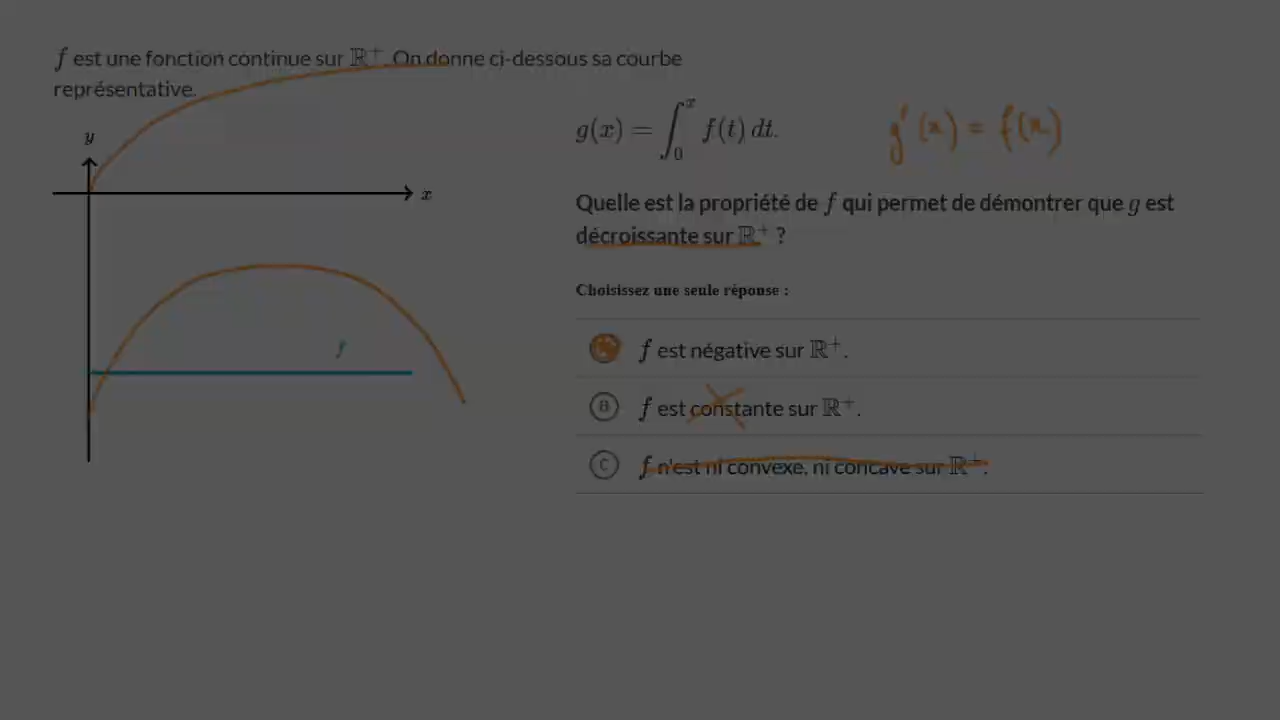 f est une fonction continue sur ℝ⁺. On donne ci-dessous sa courbe
représentative.
y
x
f
g(x) = ∫₀ˣ f(t) dt.
g'(x) = f(x)
Quelle est la propriété de f qui permet de démontrer que g est
décroissante sur ℝ⁺ ?
Choisissez une seule réponse :
f est négative sur ℝ⁺.
B f est constante sur ℝ⁺.
C f n'est ni convexe, ni concave sur ℝ⁺.